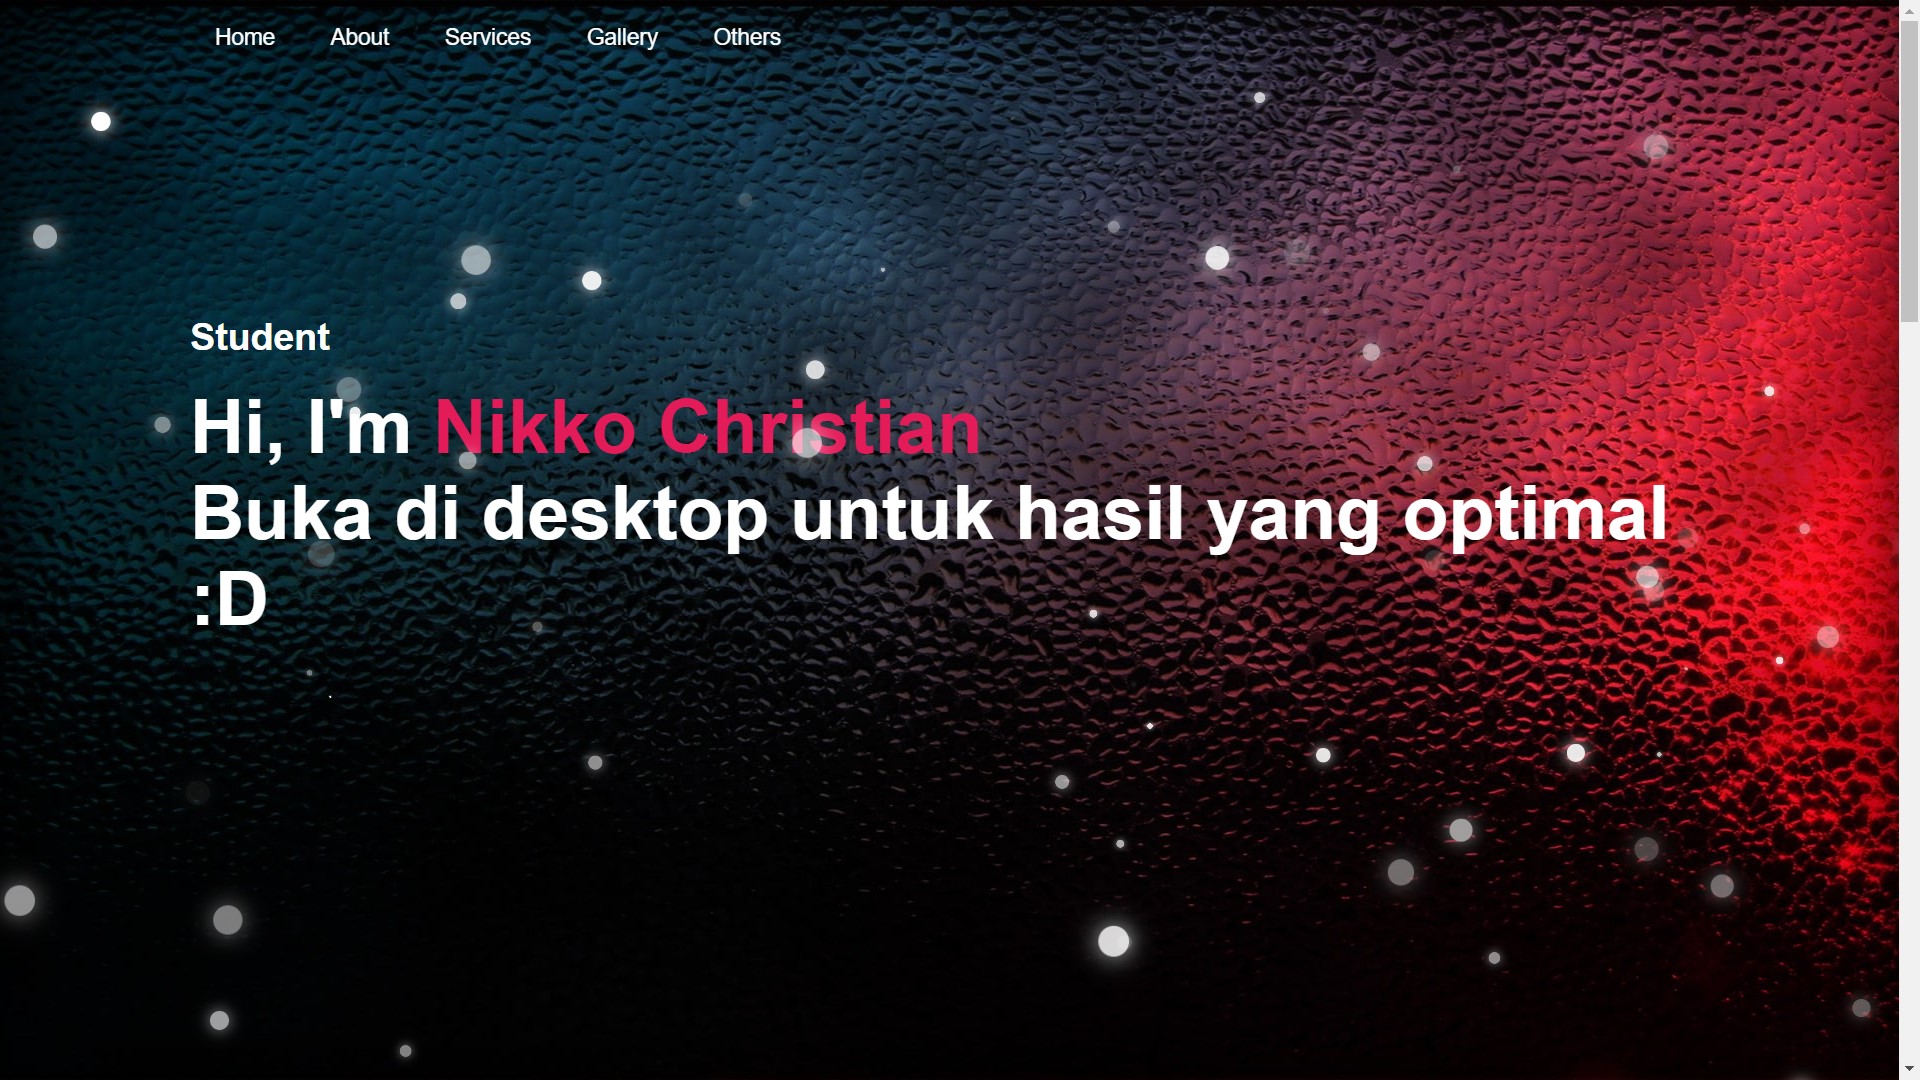 Home About Services Gallery Others
Student
Hi, I'm Nikko Christian
Buka di desktop untuk hasil yang optimal
:D